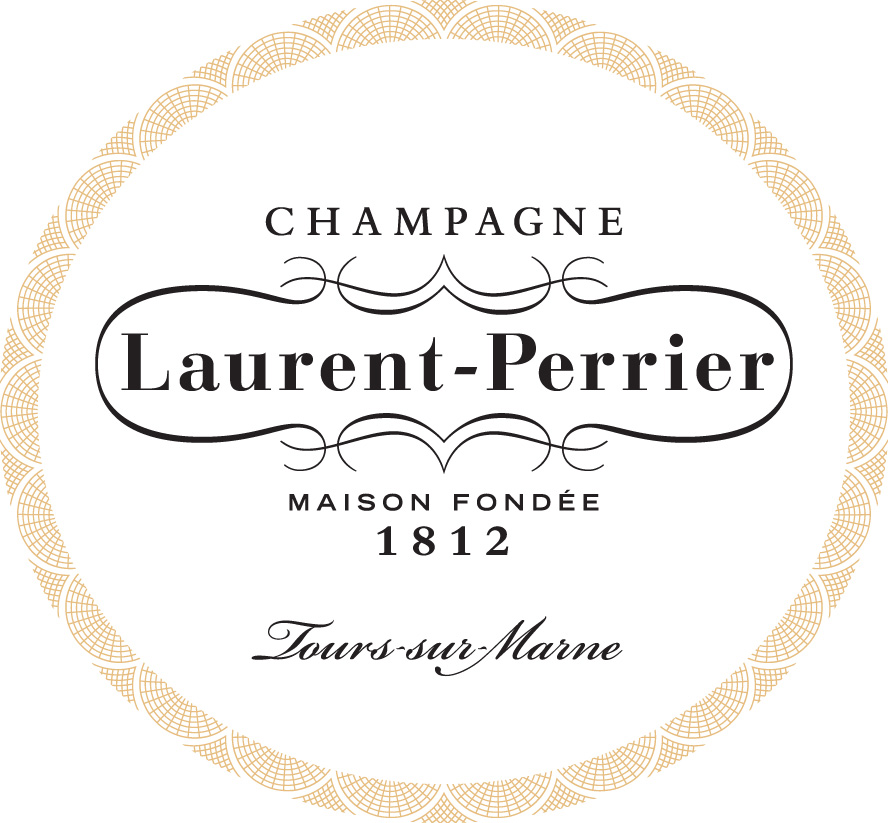 CHAMPAGNE
Laurent-Perrier
MAISON FONDÉE
1812
Tours-sur-Marne